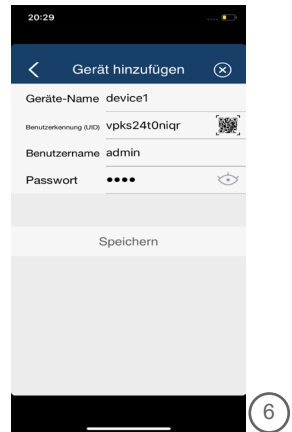 20:29
Gerät hinzufügen
Geräte-Name device1
Benutzerkennung (UID) vpks24t0niqr
Benutzername admin
Passwort ••••
Speichern
6